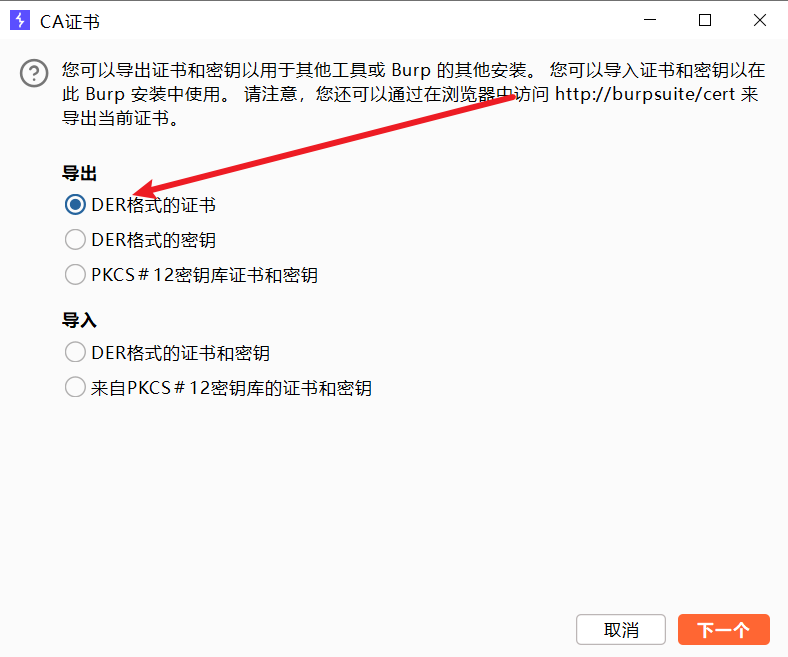 CA证书
您可以导出证书和密钥以用于其他工具或 Burp 的其他安装。 您可以导入证书和密钥以在
此 Burp 安装中使用。 请注意，您还可以通过在浏览器中访问 http://burpsuite/cert 来
导出当前证书。
导出
DER格式的证书
DER格式的密钥
PKCS＃12密钥库证书和密钥
导入
DER格式的证书和密钥
来自PKCS＃12密钥库的证书和密钥
取消
下一个